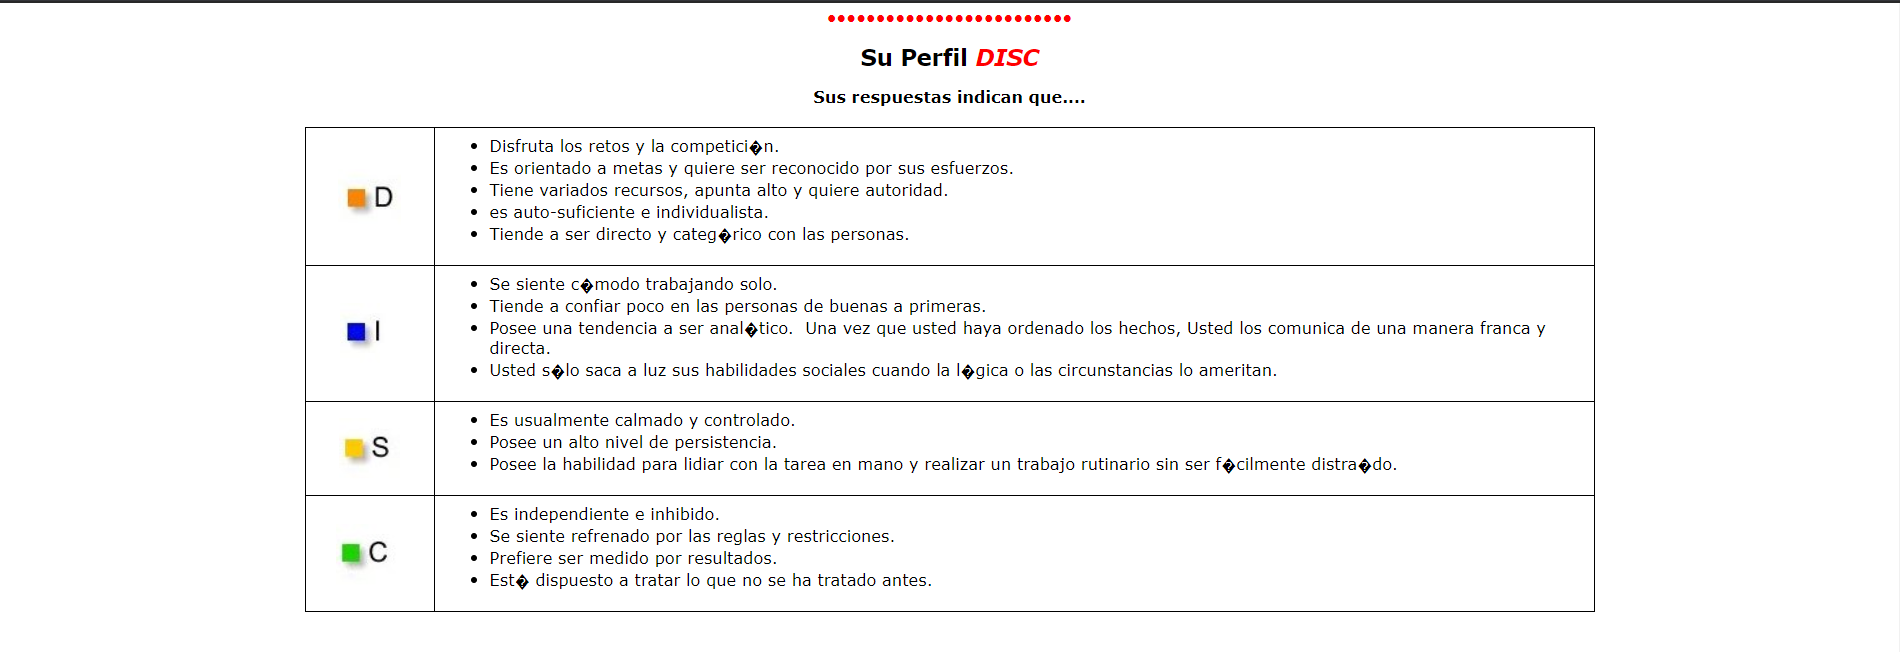 Su Perfil DISC
Sus respuestas indican que....
D
Disfruta los retos y la competici�n.
Es orientado a metas y quiere ser reconocido por sus esfuerzos.
Tiene variados recursos, apunta alto y quiere autoridad.
es auto-suficiente e individualista.
Tiende a ser directo y categ�rico con las personas.
I
Se siente c�modo trabajando solo.
Tiende a confiar poco en las personas de buenas a primeras.
Posee una tendencia a ser anal�tico.  Una vez que usted haya ordenado los hechos, Usted los comunica de una manera franca y
directa.
Usted s�lo saca a luz sus habilidades sociales cuando la l�gica o las circunstancias lo ameritan.
S
Es usualmente calmado y controlado.
Posee un alto nivel de persistencia.
Posee la habilidad para lidiar con la tarea en mano y realizar un trabajo rutinario sin ser f�cilmente distra�do.
C
Es independiente e inhibido.
Se siente refrenado por las reglas y restricciones.
Prefiere ser medido por resultados.
Est� dispuesto a tratar lo que no se ha tratado antes.